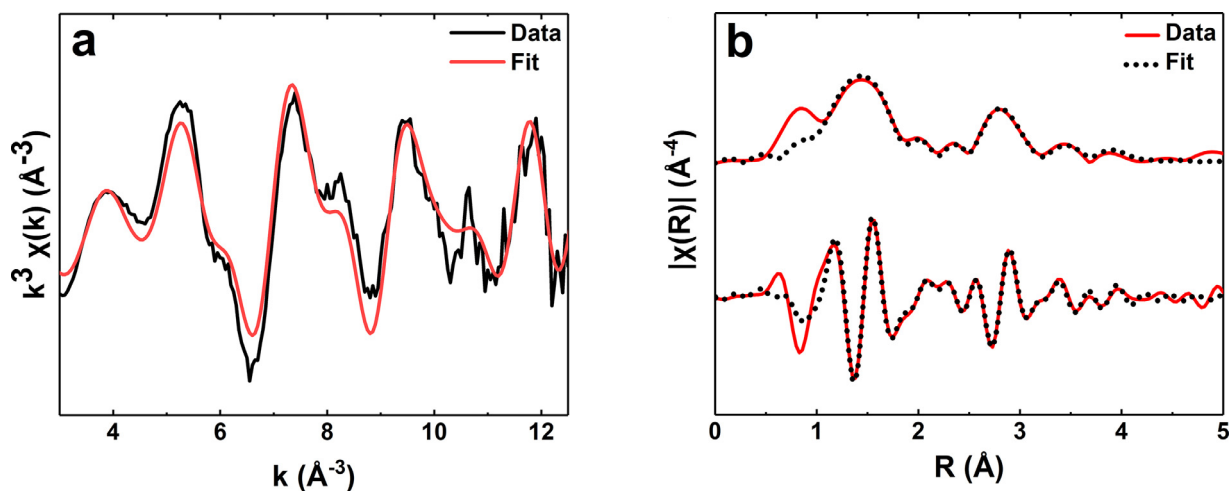 a
Data
Fit
k³ χ(k) (Å⁻³)
4 6 8 10 12
k (Å⁻³)
b
Data
Fit
|χ(R)| (Å⁻⁴)
0 1 2 3 4 5
R (Å)